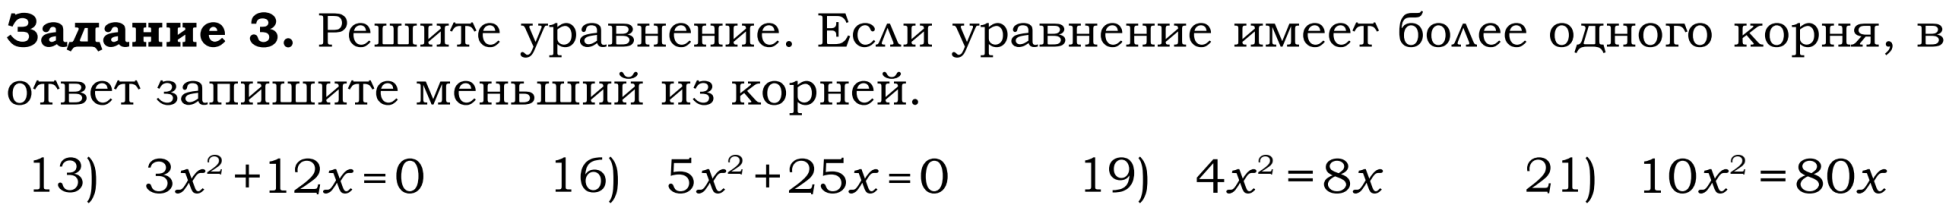 Задание 3. Решите уравнение. Если уравнение имеет более одного корня, в
ответ запишите меньший из корней.
13) 3x²+12x=0 16) 5x²+25x=0 19) 4x²=8x 21) 10x²=80x